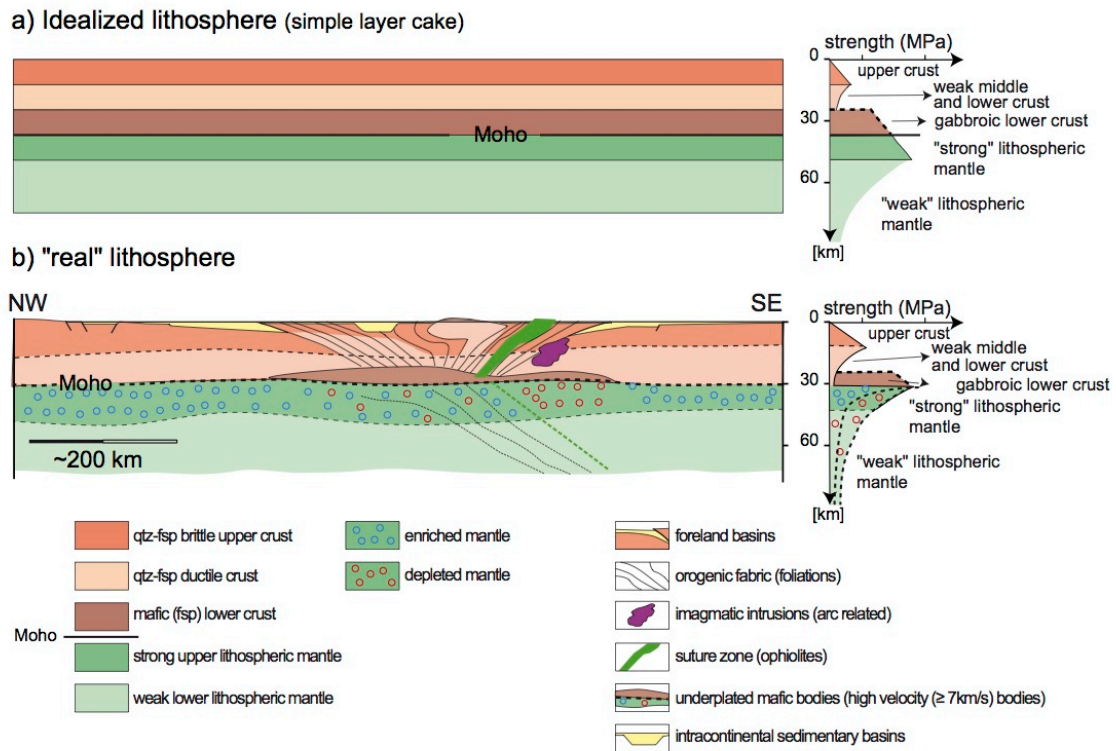 a) Idealized lithosphere (simple layer cake)
strength (MPa)
0
upper crust
weak middle
and lower crust
gabbroic lower crust
30
Moho
"strong" lithospheric
mantle
60
"weak" lithospheric
mantle
[km]
b) "real" lithosphere
NW
SE
strength (MPa)
0
upper crust
weak middle
and lower crust
Moho
30
gabbroic lower crust
"strong" lithospheric
mantle
~200 km
60
"weak" lithospheric
mantle
[km]
qtz-fsp brittle upper crust
enriched mantle
foreland basins
qtz-fsp ductile crust
depleted mantle
orogenic fabric (foliations)
mafic (fsp) lower crust
imagmatic intrusions (arc related)
Moho
strong upper lithospheric mantle
suture zone (ophiolites)
weak lower lithospheric mantle
underplated mafic bodies (high velocity (≥ 7km/s) bodies)
intracontinental sedimentary basins